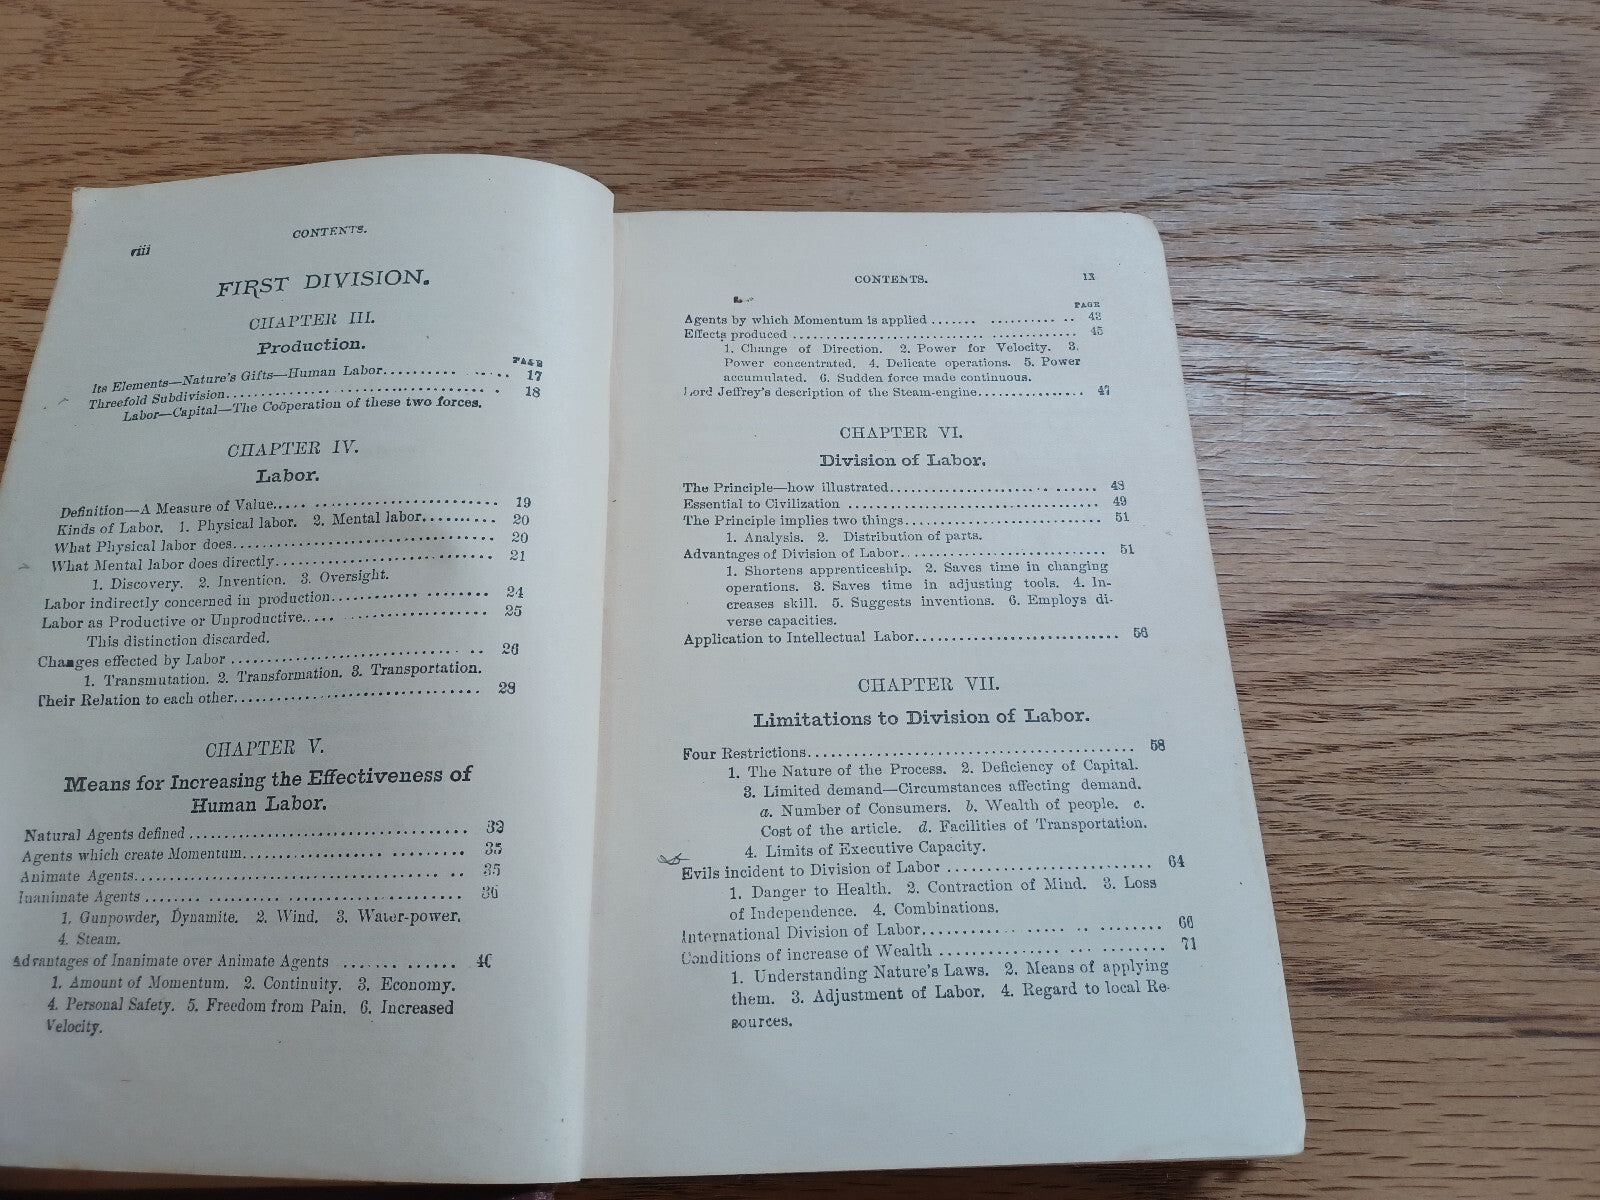 viii
CONTENTS.
FIRST DIVISION.
CHAPTER III.
Production.
PAGE
Its Elements—Nature's Gifts—Human Labor.......... ..... 17
Threefold Subdivision.................................... . 18
Labor—Capital—The Coöperation of these two forces.
CHAPTER IV.
Labor.
Definition—A Measure of Value..... ........................ 19
Kinds of Labor. 1. Physical labor. 2. Mental labor.......... 20
What Physical labor does.................................. 20
What Mental labor does directly............................ 21
1. Discovery. 2. Invention. 3. Oversight.
Labor indirectly concerned in production............. ........ 24
Labor as Productive or Unproductive..... .................. 25
This distinction discarded.
Changes effected by Labor .............................. .. 26
1. Transmutation. 2. Transformation. 3. Transportation.
Their Relation to each other................................ 28
CHAPTER V.
Means for Increasing the Effectiveness of
Human Labor.
Natural Agents defined .................................... 32
Agents which create Momentum.................. .......... 35
Animate Agents....................................... .. 35
Inanimate Agents ........ .......... ....................... 36
1. Gunpowder, Dynamite. 2. Wind. 3. Water-power.
4. Steam.
Advantages of Inanimate over Animate Agents ....... ...... 40
1. Amount of Momentum. 2. Continuity. 3. Economy.
4. Personal Safety. 5. Freedom from Pain. 6. Increased
Velocity.
CONTENTS. ix
PAGE
Agents by which Momentum is applied ....... .......... .. 43
Effects produced ...................... .................. 45
1. Change of Direction. 2. Power for Velocity. 3.
Power concentrated. 4. Delicate operations. 5. Power
accumulated. 6. Sudden force made continuous.
Lord Jeffrey's description of the Steam-engine................ 47
CHAPTER VI.
Division of Labor.
The Principle—how illustrated...................... ...... 48
Essential to Civilization .................................... 49
The Principle implies two things............................ 51
1. Analysis. 2. Distribution of parts.
Advantages of Division of Labor............................ 51
1. Shortens apprenticeship. 2. Saves time in changing
operations. 3. Saves time in adjusting tools. 4. In-
creases skill. 5. Suggests inventions. 6. Employs di-
verse capacities.
Application to Intellectual Labor............................ 56
CHAPTER VII.
Limitations to Division of Labor.
Four Restrictions.......................................... 58
1. The Nature of the Process. 2. Deficiency of Capital.
3. Limited demand—Circumstances affecting demand.
a. Number of Consumers. b. Wealth of people. c.
Cost of the article. d. Facilities of Transportation.
4. Limits of Executive Capacity.
Evils incident to Division of Labor .......................... 64
1. Danger to Health. 2. Contraction of Mind. 3. Loss
of Independence. 4. Combinations.
International Division of Labor............... .. .. ........ 66
Conditions of increase of Wealth ............... .... ........ 71
1. Understanding Nature's Laws. 2. Means of applying
them. 3. Adjustment of Labor. 4. Regard to local Re-
sources.